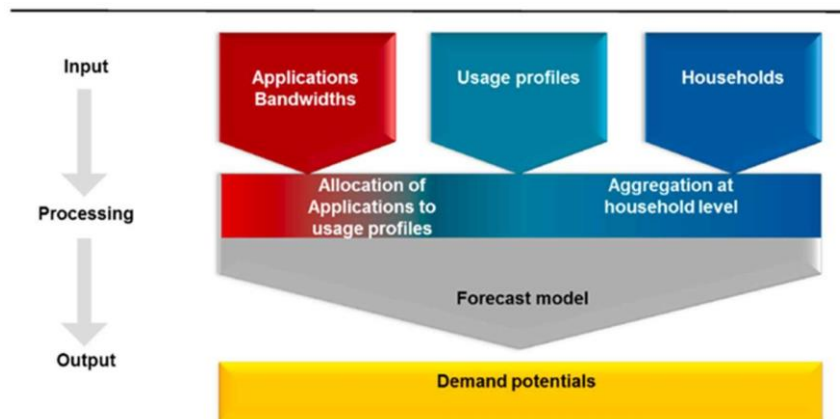 Input
Applications
Bandwidths
Usage profiles
Households
Processing
Allocation of
Applications to
usage profiles
Aggregation at
household level
Forecast model
Output
Demand potentials